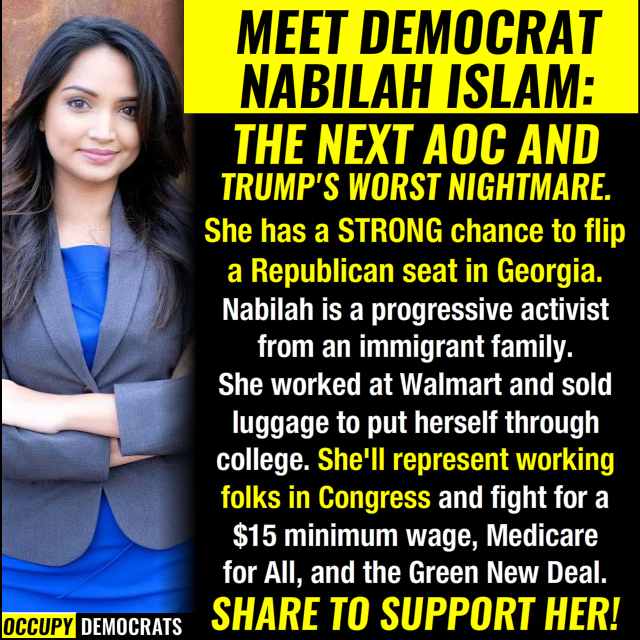 MEET DEMOCRAT
NABILAH ISLAM:
THE NEXT AOC AND
TRUMP'S WORST NIGHTMARE.
She has a STRONG chance to flip
a Republican seat in Georgia.
Nabilah is a progressive activist
from an immigrant family.
She worked at Walmart and sold
luggage to put herself through
college. She'll represent working
folks in Congress and fight for a
$15 minimum wage, Medicare
for All, and the Green New Deal.
SHARE TO SUPPORT HER!
OCCUPY DEMOCRATS